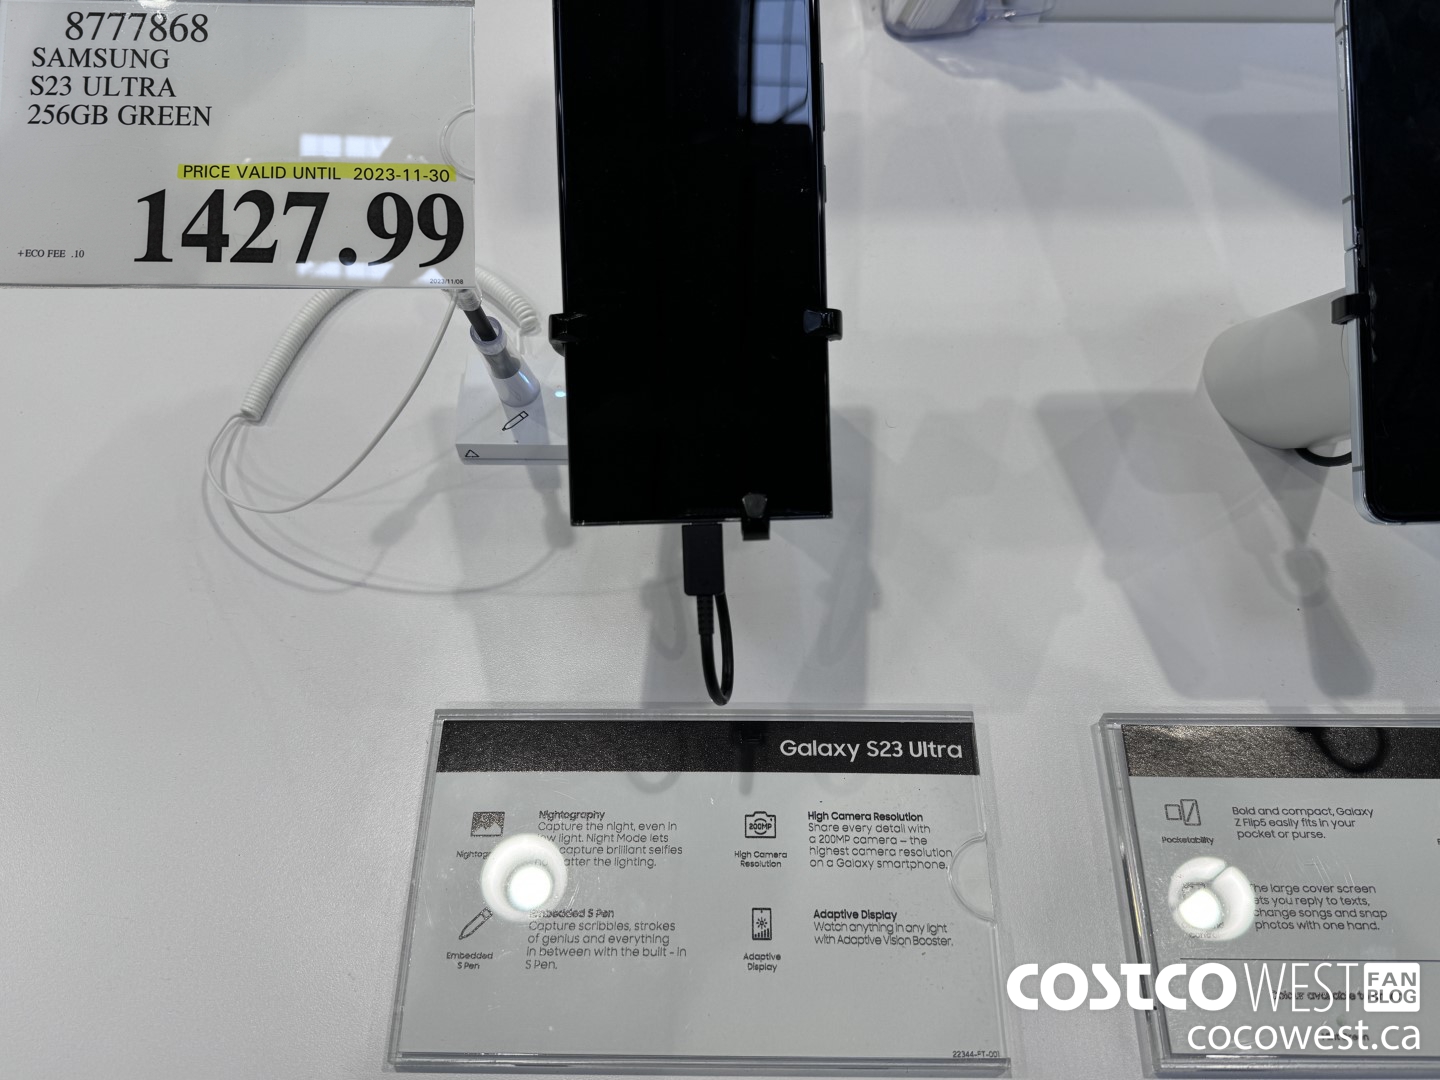 8777868
SAMSUNG
S23 ULTRA
256GB GREEN
PRICE VALID UNTIL 2023-11-30
1427.99
+ECO FEE .10
2023/11/08
Galaxy S23 Ultra
Nightography
Capture the night, even in
light. Night Mode lets
capture brilliant selfies
the lighting.
High Camera
Resolution
200MP
High Camera Resolution
Share every detail with
a 200MP camera – the
highest camera resolution
on a Galaxy smartphone.
Embedded
S Pen
Embedded S Pen
Capture scribbles, strokes
of genius and everything
in between with the built - in
S Pen.
Adaptive
Display
Adaptive Display
Watch anything in any light
with Adaptive Vision Booster.
22344-FT-001
Pocketability
Bold and compact, Galaxy
Z Flip5 easily fits in your
pocket or purse.
The large cover screen
lets you reply to texts,
change songs and snap
photos with one hand.
COSTCO WEST FAN BLOG
cocowest.ca